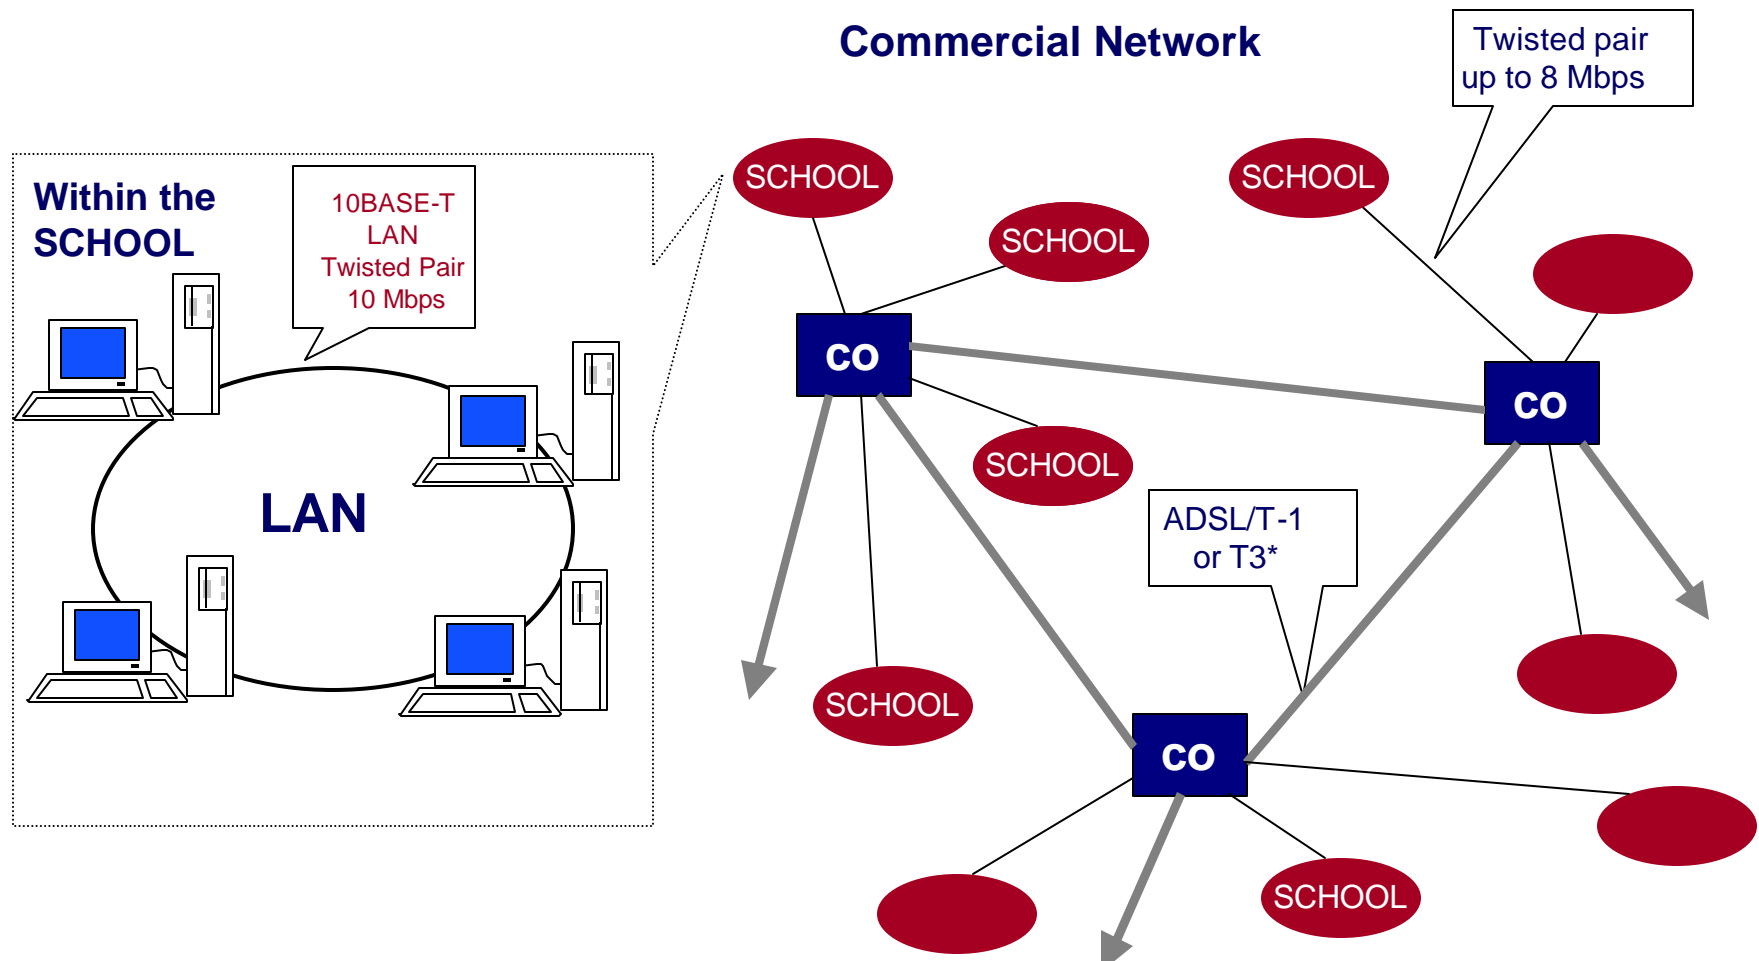 Commercial Network
Twisted pair
up to 8 Mbps
Within the
SCHOOL
10BASE-T
LAN
Twisted Pair
10 Mbps
LAN
SCHOOL
SCHOOL
SCHOOL
co
co
SCHOOL
ADSL/T-1
or T3*
SCHOOL
co
SCHOOL